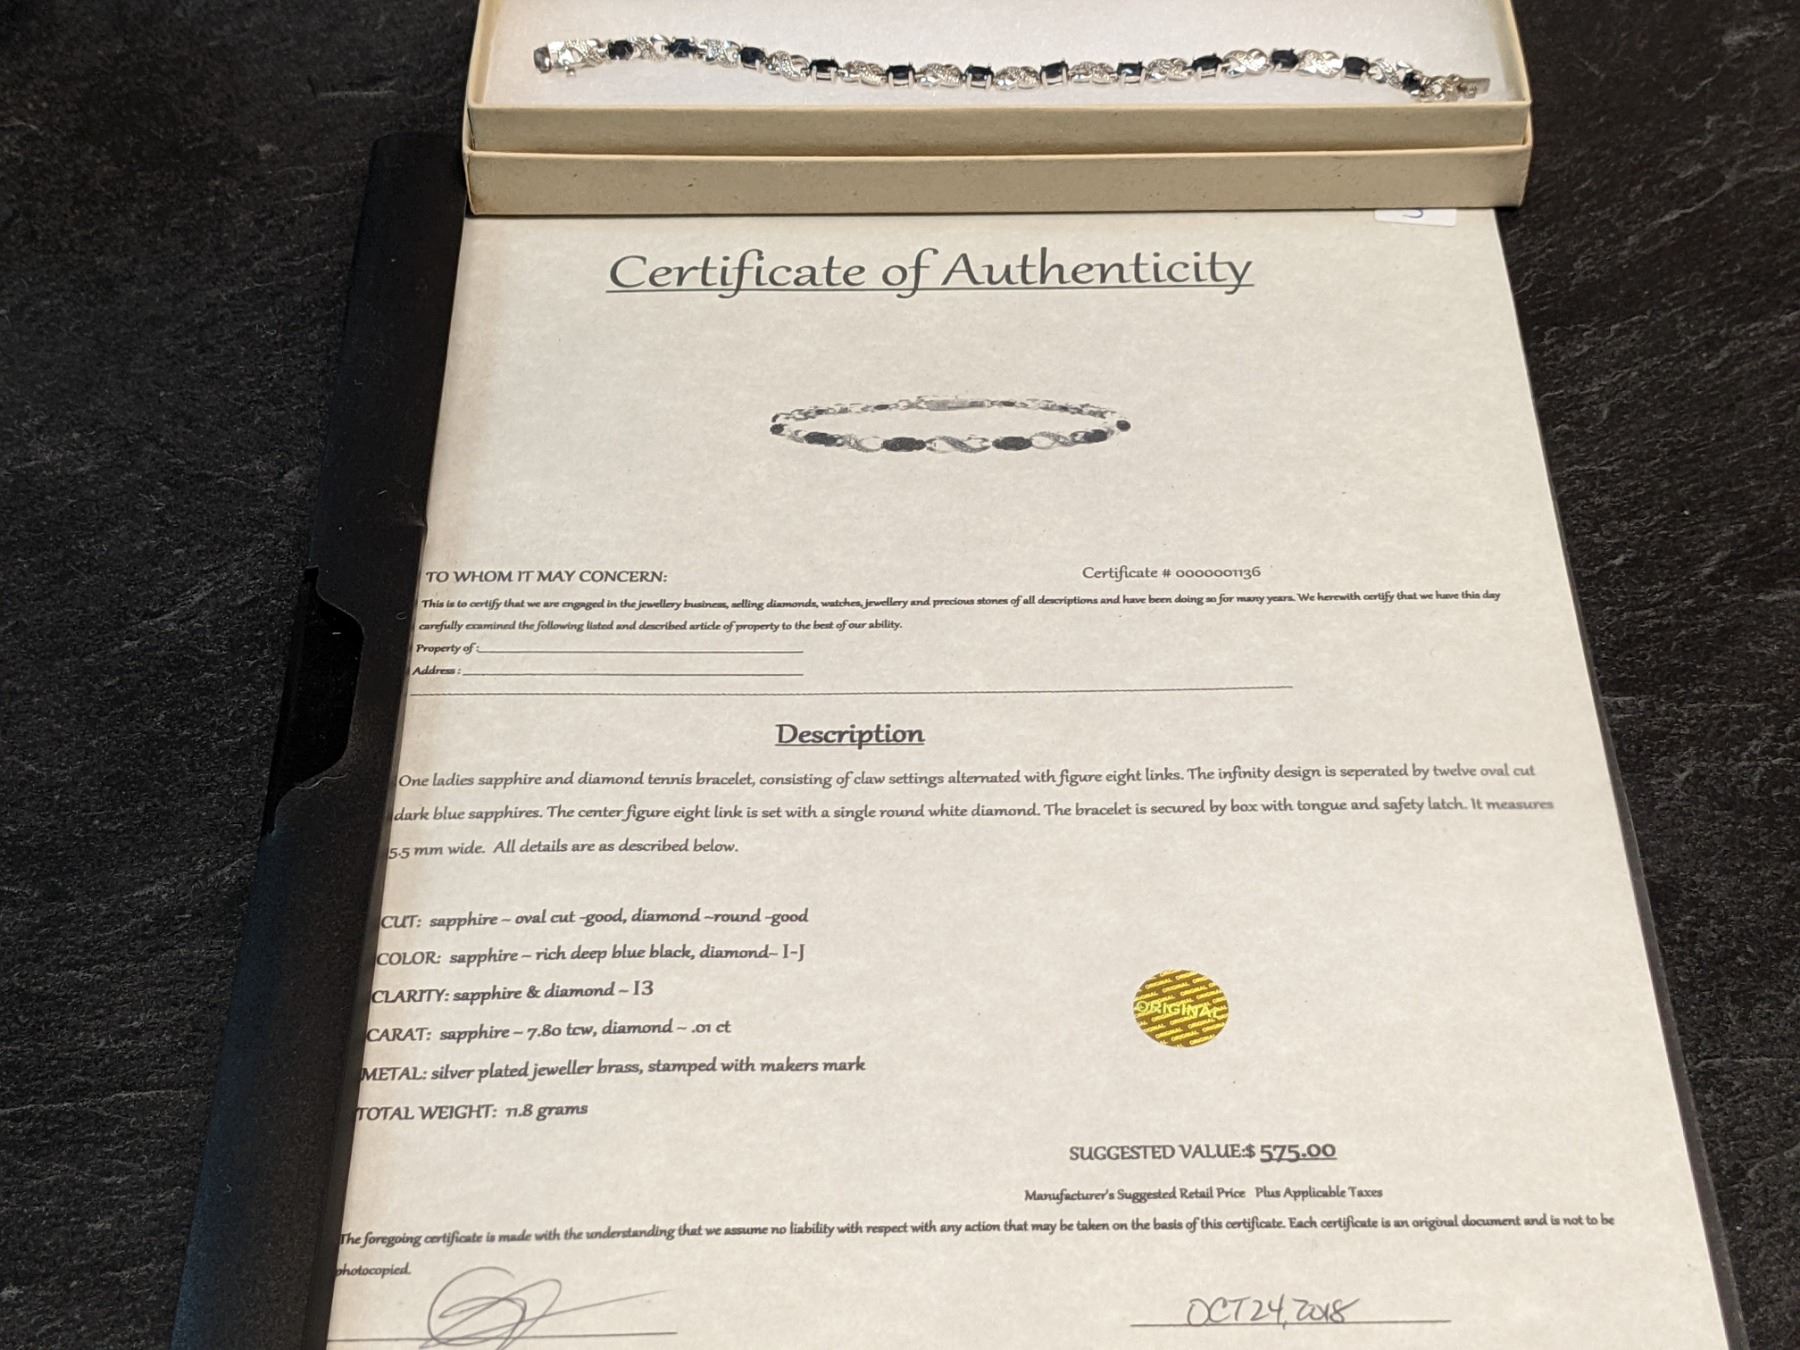 Certificate of Authenticity
TO WHOM IT MAY CONCERN:
Certificate # 0000001136
This is to certify that we are engaged in the jewellery business, selling diamonds, watches, jewellery and precious stones of all descriptions and have been doing so for many years. We herewith certify that we have this day
carefully examined the following listed and described article of property to the best of our ability.
Property of:
Address:
Description
One ladies sapphire and diamond tennis bracelet, consisting of claw settings alternated with figure eight links. The infinity design is seperated by twelve oval cut
dark blue sapphires. The center figure eight link is set with a single round white diamond. The bracelet is secured by box with tongue and safety latch. It measures
5.5 mm wide. All details are as described below.
CUT: sapphire – oval cut -good, diamond –round -good
COLOR: sapphire – rich deep blue black, diamond– I-J
CLARITY: sapphire & diamond – I3
CARAT: sapphire – 7.80 tcw, diamond – .01 ct
METAL: silver plated jeweller brass, stamped with makers mark
TOTAL WEIGHT: 11.8 grams
ORIGINAL
SUGGESTED VALUE:$ 575.00
Manufacturer's Suggested Retail Price Plus Applicable Taxes
The foregoing certificate is made with the understanding that we assume no liability with respect with any action that may be taken on the basis of this certificate. Each certificate is an original document and is not to be
photocopied.
OCT 24, 2018